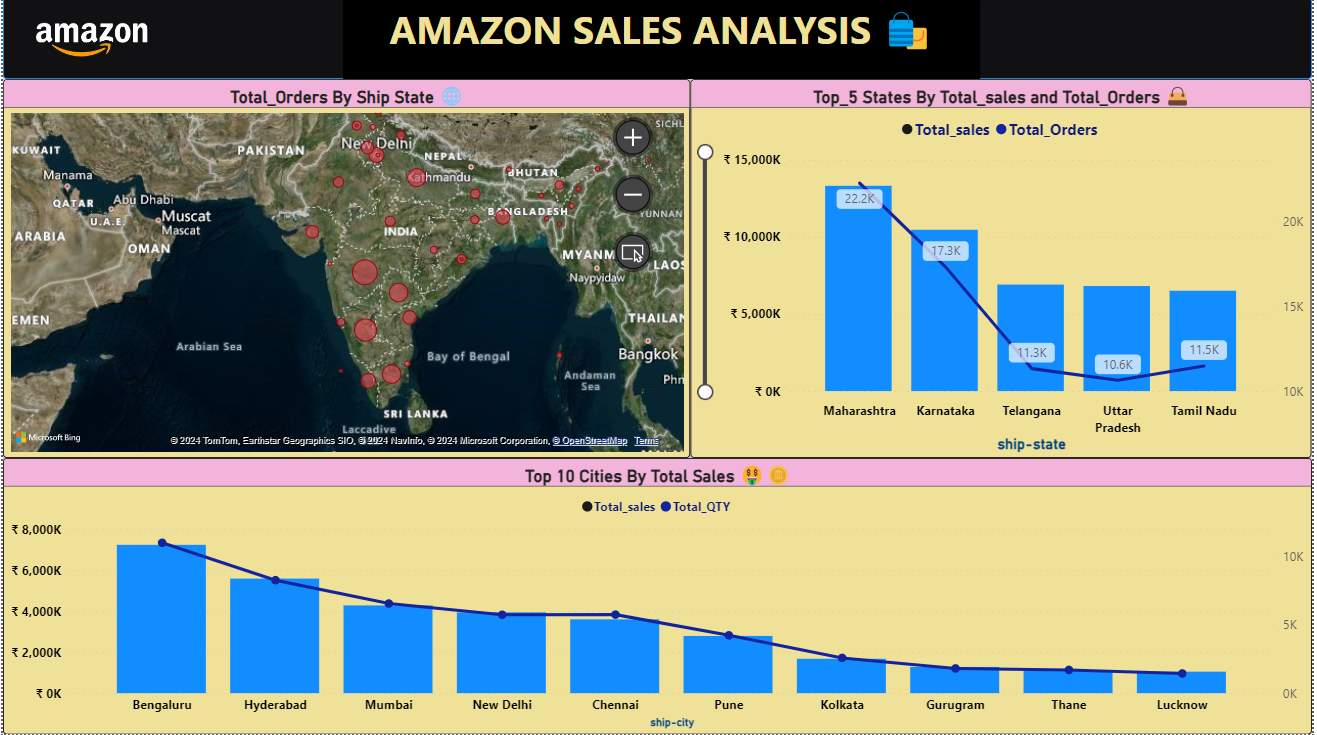 amazon
AMAZON SALES ANALYSIS
Total_Orders By Ship State
KUWAIT
PAKISTAN
New Delhi
NEPAL
Kathmandu
BHUTAN
Manama
QATAR
Abu Dhabi
U.A.E.
Muscat
Muscat
ARABIA
OMAN
INDIA
BANGLADESH
YUNNAN
MYANM
LAOS
Naypyidaw
EMEN
Arabian Sea
Bay of Bengal
THAILAN
Bangkok
Andaman
Sea
Phn
SRI LANKA
Laccadive
Microsoft Bing
© 2024 TomTom, Earthstar Geographics SIO, © 2024 NavInfo, © 2024 Microsoft Corporation, © OpenStreetMap Terms
Top_5 States By Total_sales and Total_Orders
Total_sales Total_Orders
₹ 15,000K
₹ 10,000K
₹ 5,000K
₹ 0K
20K
15K
10K
22.2K
17.3K
11.3K
10.6K
11.5K
Maharashtra Karnataka Telangana Uttar Pradesh Tamil Nadu
ship-state
Top 10 Cities By Total Sales
Total_sales Total_QTY
₹ 8,000K
₹ 6,000K
₹ 4,000K
₹ 2,000K
₹ 0K
10K
5K
0K
Bengaluru Hyderabad Mumbai New Delhi Chennai Pune Kolkata Gurugram Thane Lucknow
ship-city